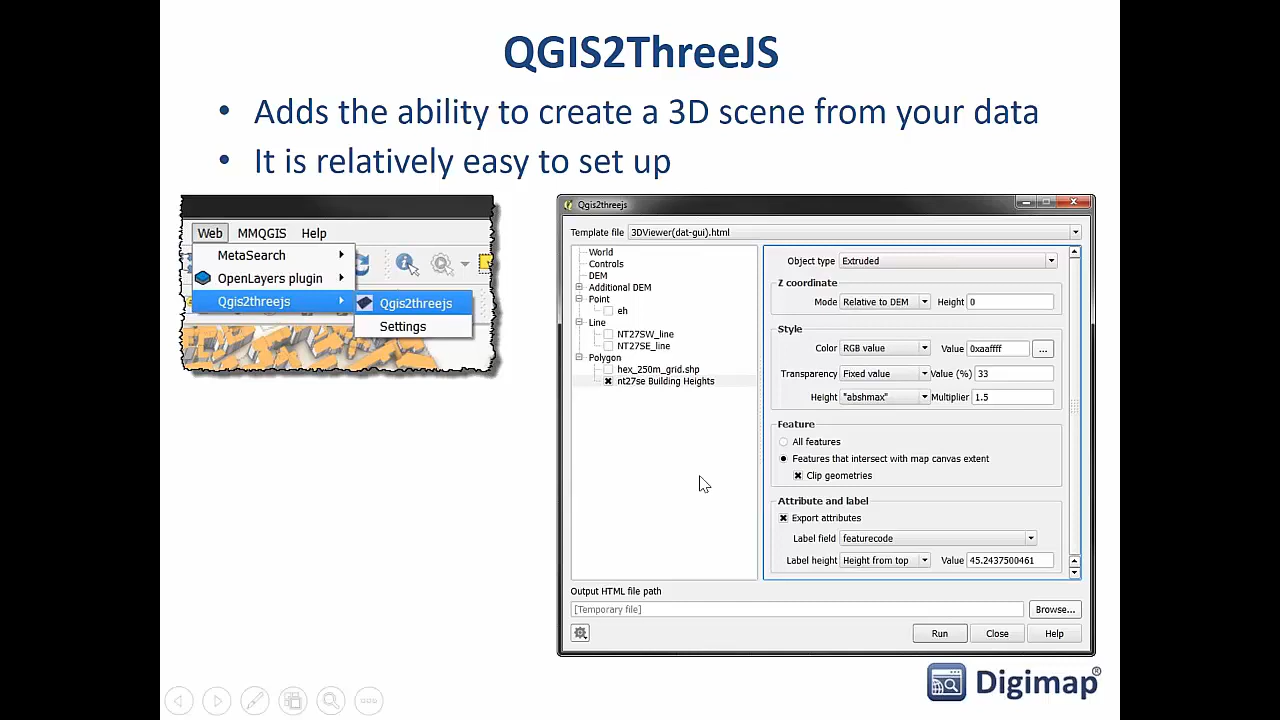 QGIS2ThreeJS
• Adds the ability to create a 3D scene from your data
• It is relatively easy to set up
Web MMQGIS Help
MetaSearch
OpenLayers plugin
Qgis2threejs Qgis2threejs
Settings
Qgis2threejs
Template file 3DViewer(dat-gui).html
World
Controls
DEM
Additional DEM
Point
eh
Line
NT27SW_line
NT27SE_line
Polygon
hex_250m_grid.shp
nt27se Building Heights
Object type Extruded
Z coordinate
Mode Relative to DEM Height 0
Style
Color RGB value Value 0xaaffff ...
Transparency Fixed value Value (%) 33
Height "abshmax" Multiplier 1.5
Feature
All features
Features that intersect with map canvas extent
Clip geometries
Attribute and label
Export attributes
Label field featurecode
Label height Height from top Value 45.2437500461
Output HTML file path
[Temporary file] Browse...
Run Close Help
Digimap®